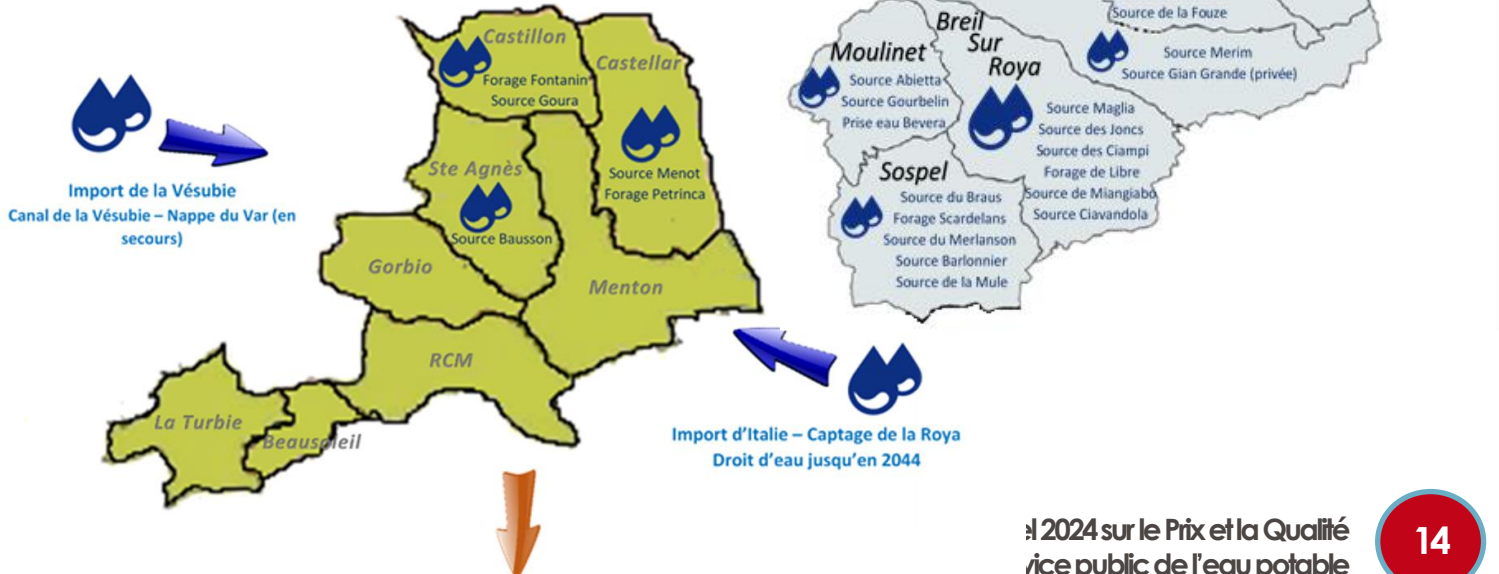 Castillon
Forage Fontanin
Source Goura
Castellar
Source Menot
Forage Petrinca
Ste Agnès
Source Bausson
Gorbio
Menton
RCM
La Turbie
Beausoleil
Import de la Vésubie
Canal de la Vésubie – Nappe du Var (en
secours)
Import d'Italie – Captage de la Roya
Droit d'eau jusqu'en 2044
Source de la Fouze
Source Merim
Source Gian Grande (privée)
Breil
Sur
Roya
Source Maglia
Source des Joncs
Source des Ciampi
Forage de Libre
Source de Miangiabo
Source Ciavandola
Moulinet
Source Abietta
Source Gourbelin
Prise eau Bevera
Sospel
Source du Braus
Forage Scardelans
Source du Merlanson
Source Barlonnier
Source de la Mule
el 2024 sur le Prix et la Qualité
vice public de l'eau potable
14